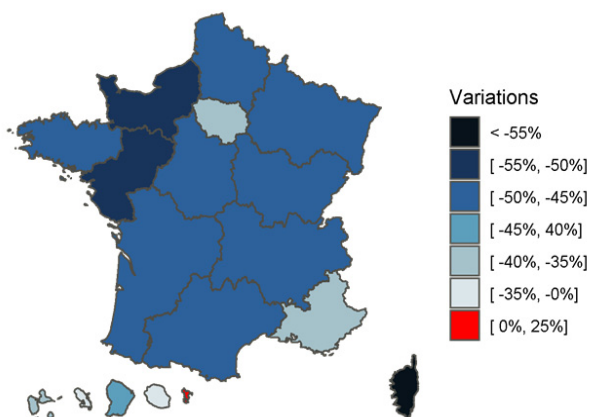 Variations
< -55%
[ -55%, -50%]
[ -50%, -45%]
[ -45%, 40%]
[ -40%, -35%]
[ -35%, -0%]
[ 0%, 25%]